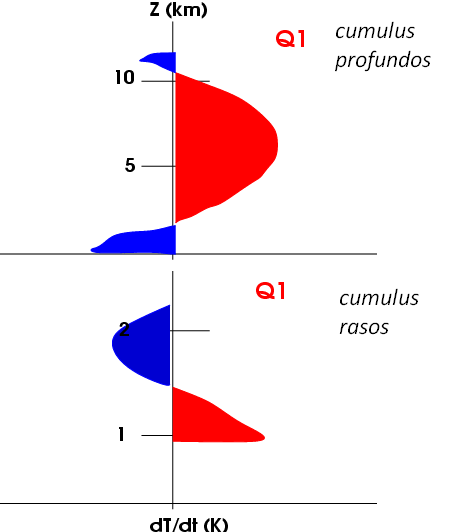 Z (km)
Q1
cumulus
profundos
10
5
Q1
cumulus
rasos
2
1
dT/dt (K)